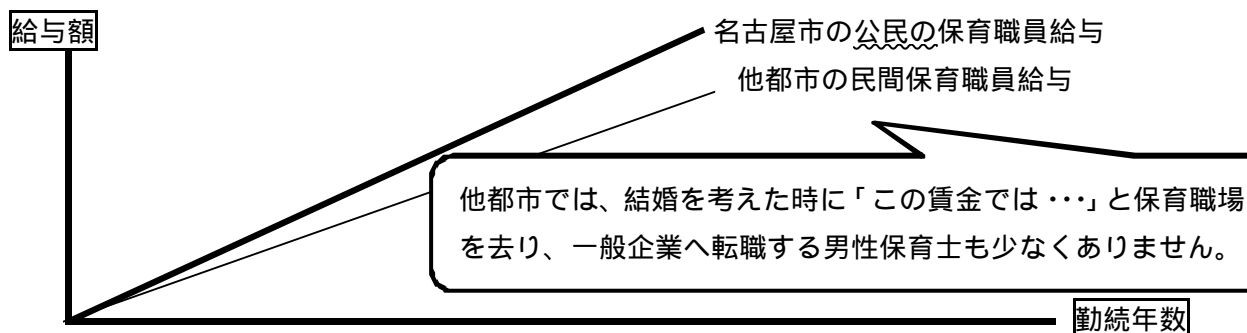 給与額
名古屋市の公民の保育職員給与
他都市の民間保育職員給与
他都市では、結婚を考えた時に「この賃金では・・・」と保育職場
を去り、一般企業へ転職する男性保育士も少なくありません。
勤続年数